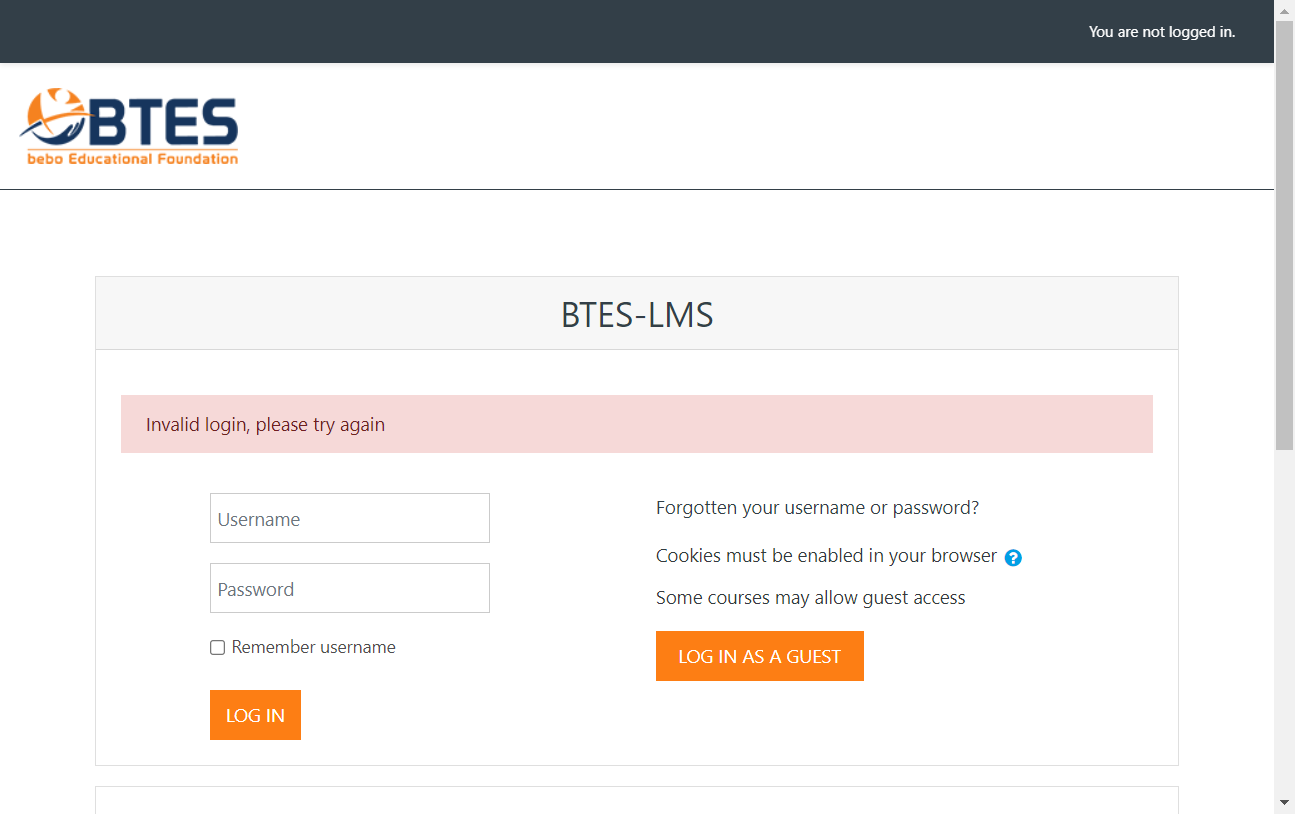 You are not logged in.
BTES
bebo Educational Foundation
BTES-LMS
Invalid login, please try again
Username
Password
Remember username
LOG IN
Forgotten your username or password?
Cookies must be enabled in your browser
Some courses may allow guest access
LOG IN AS A GUEST